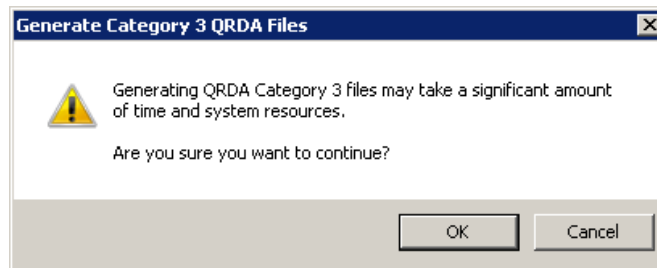 Generate Category 3 QRDA Files
Generating QRDA Category 3 files may take a significant amount
of time and system resources.
Are you sure you want to continue?
OK
Cancel